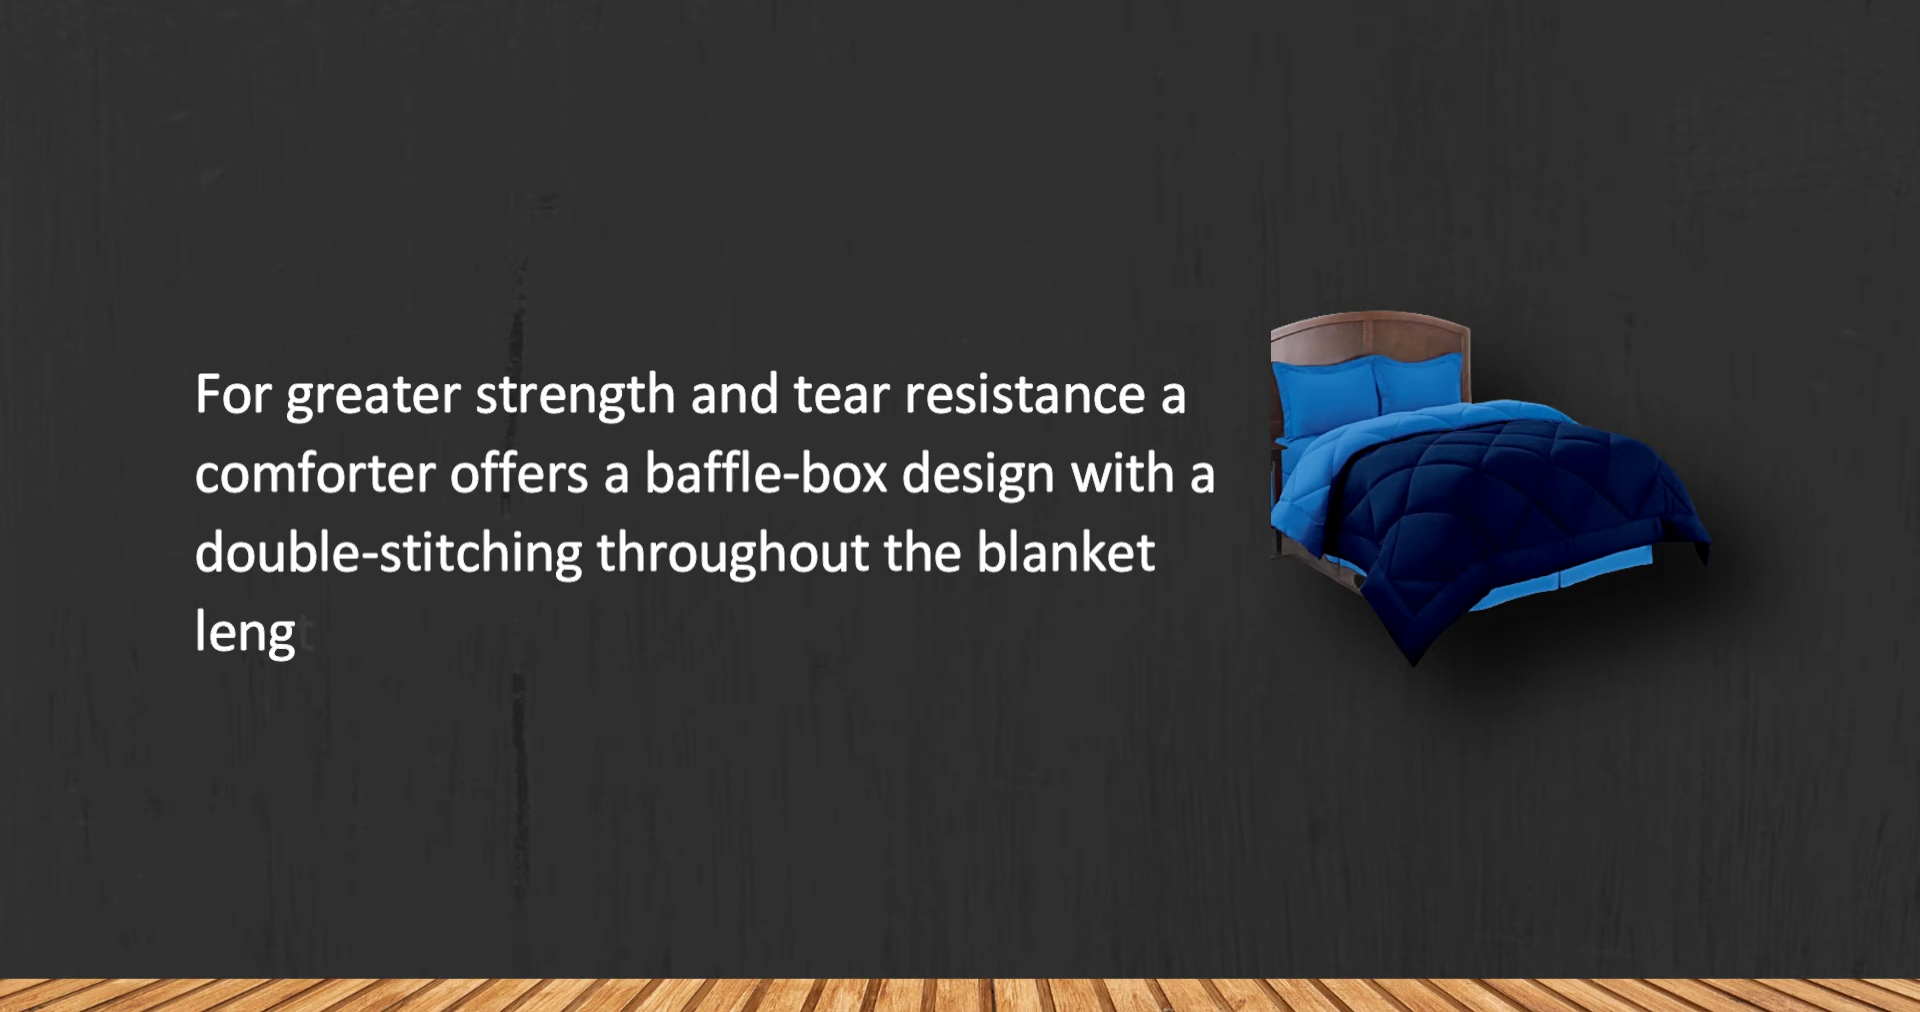 For greater strength and tear resistance a
comforter offers a baffle-box design with a
double-stitching throughout the blanket
leng